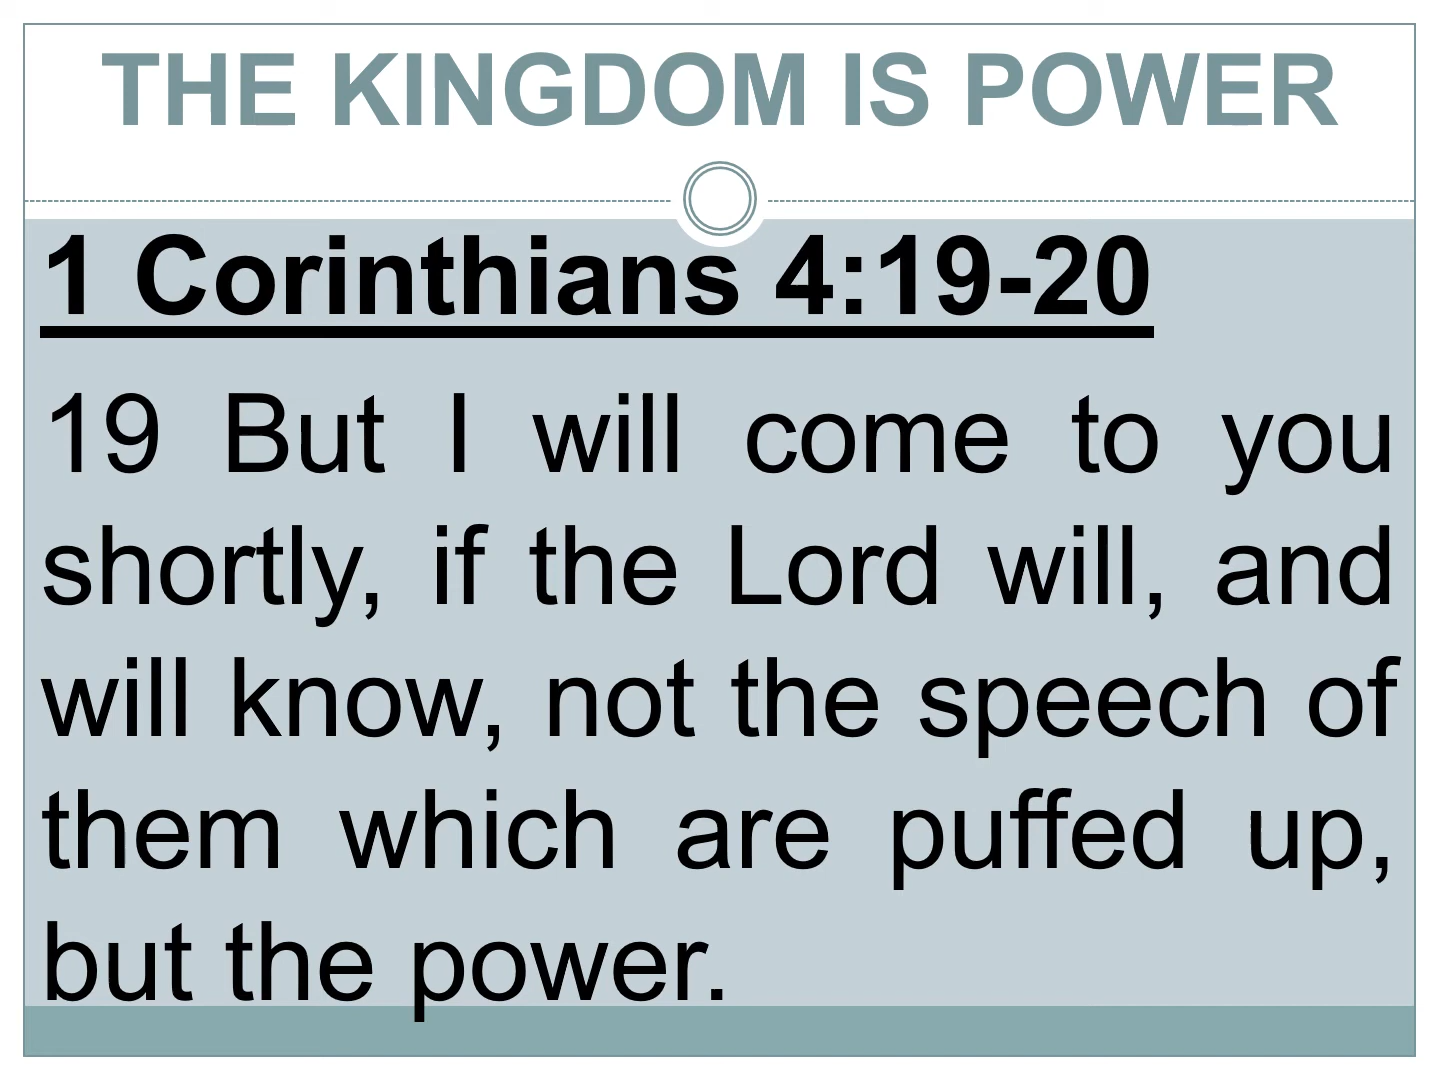 THE KINGDOM IS POWER
1 Corinthians 4:19-20
19 But I will come to you
shortly, if the Lord will, and
will know, not the speech of
them which are puffed up,
but the power.